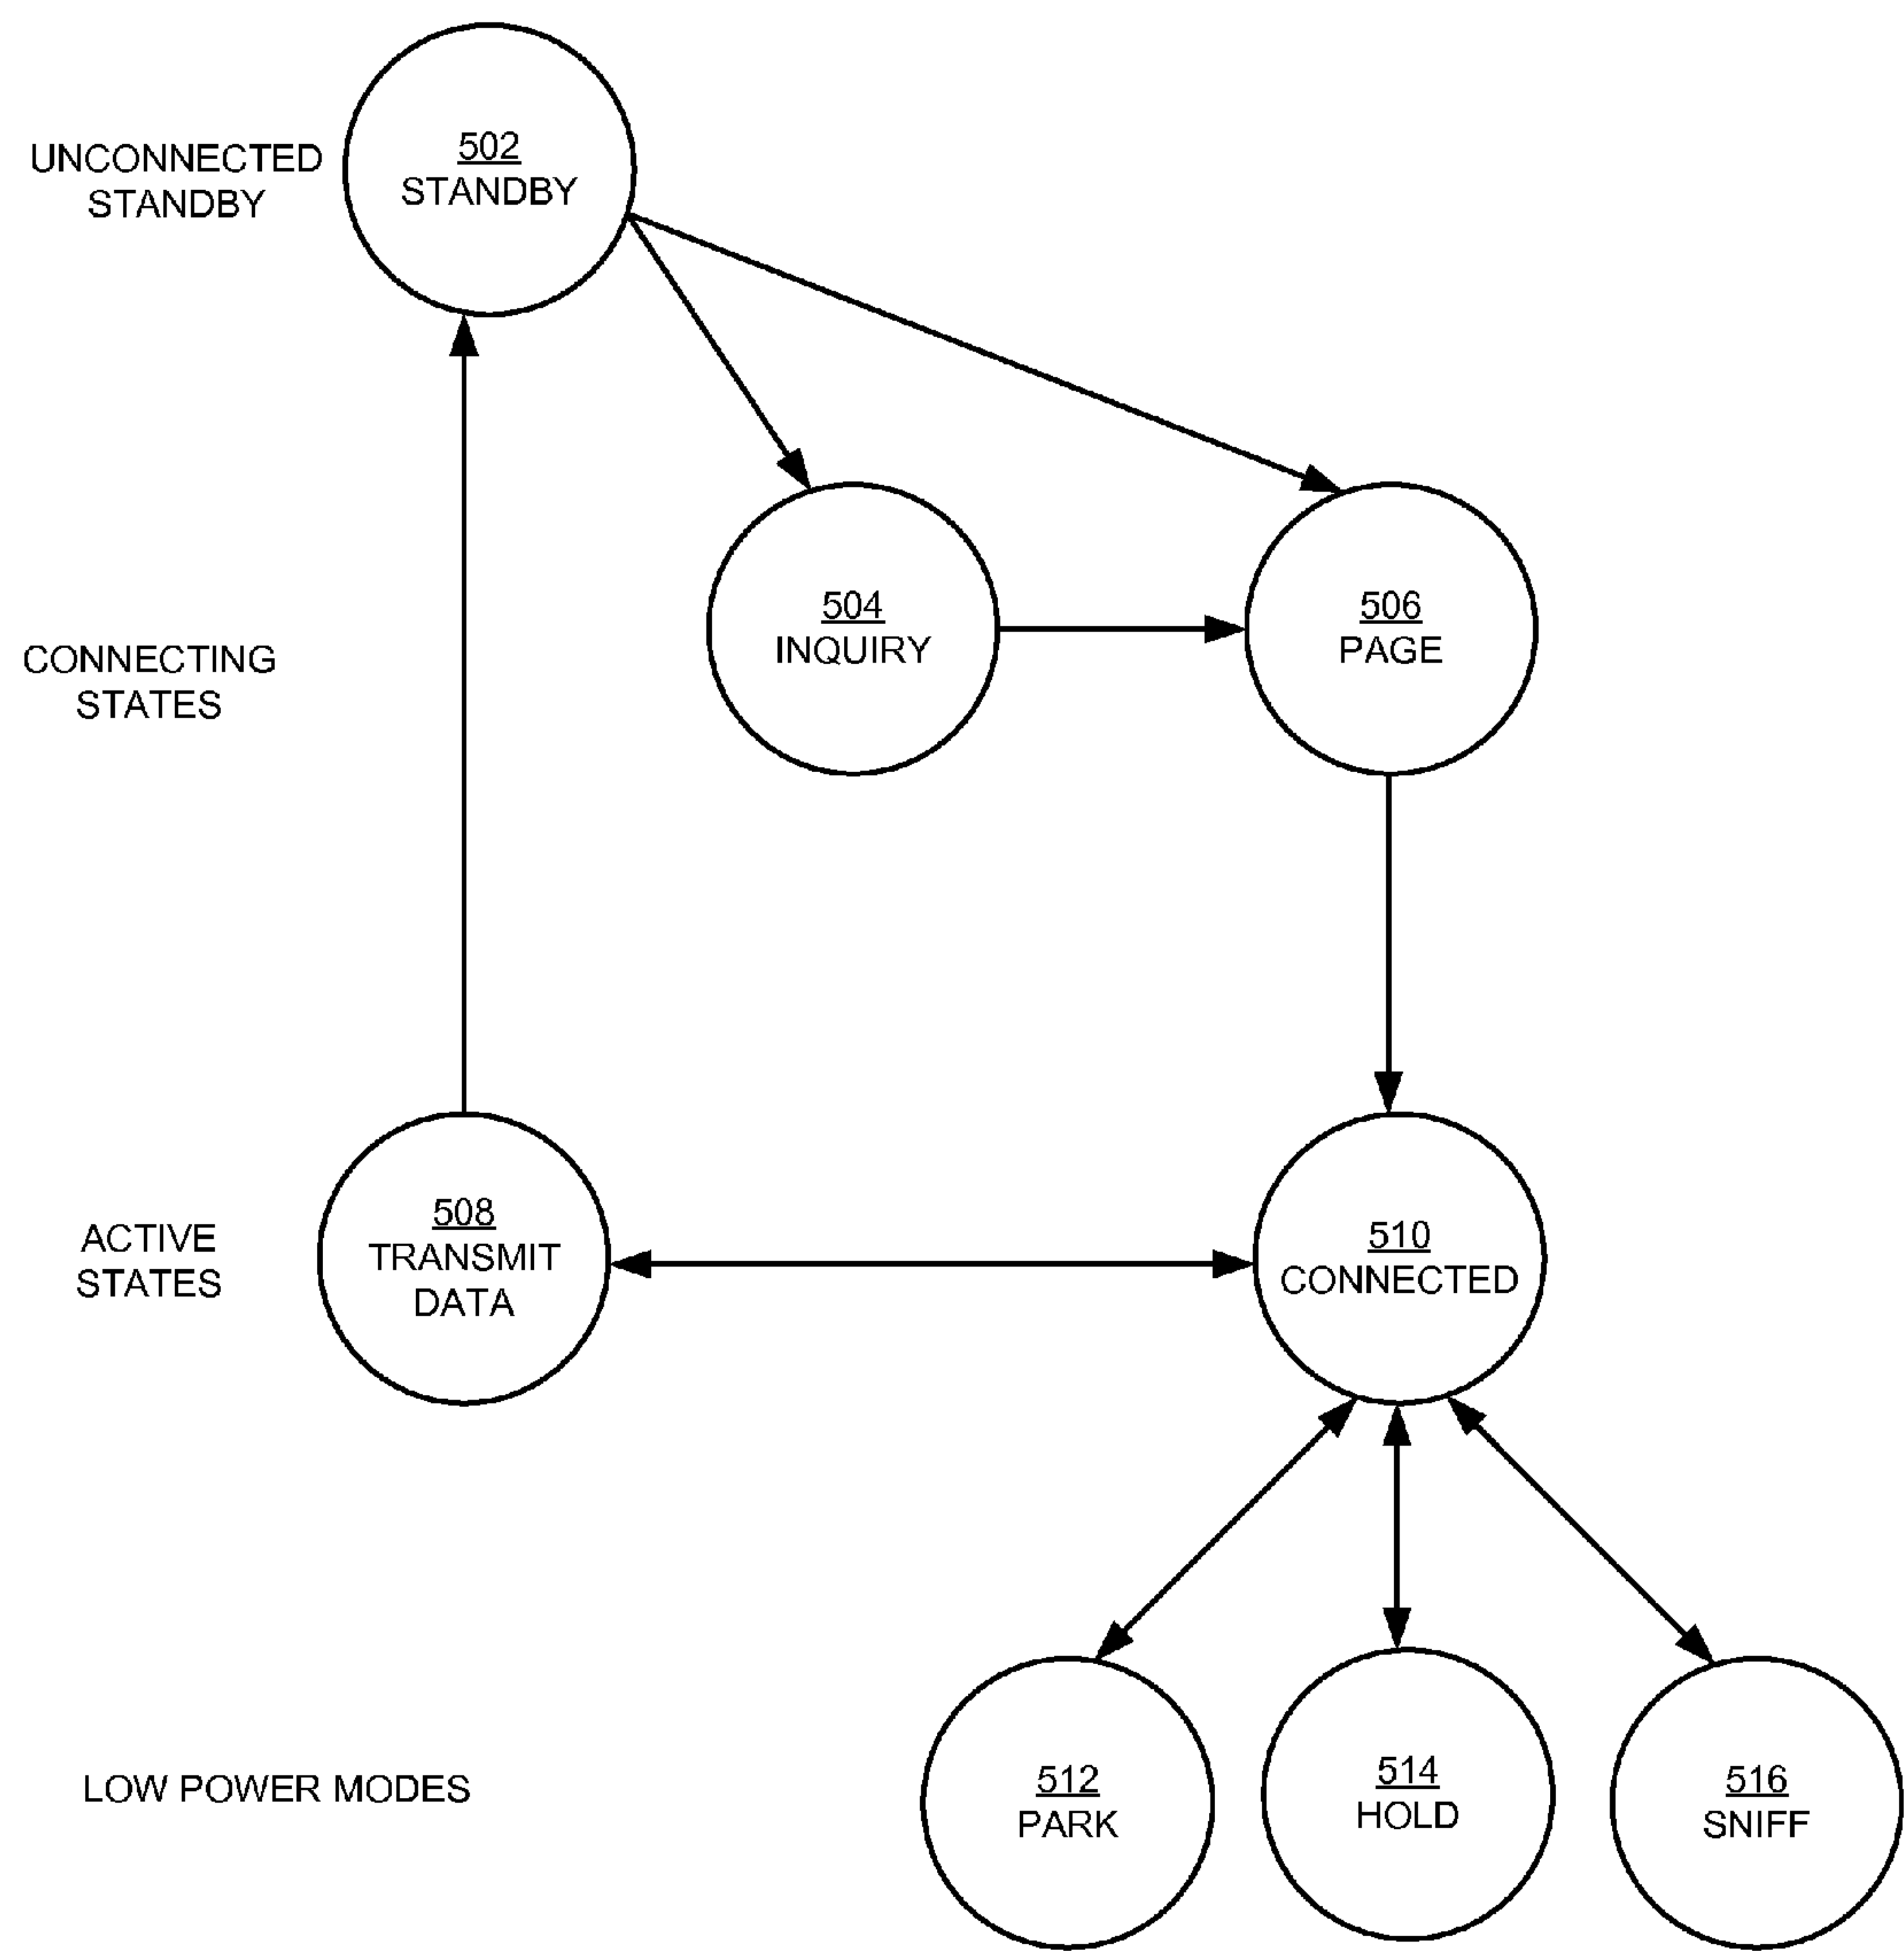 UNCONNECTED
STANDBY
502
STANDBY
CONNECTING
STATES
504
INQUIRY
506
PAGE
ACTIVE
STATES
508
TRANSMIT
DATA
510
CONNECTED
LOW POWER MODES
512
PARK
514
HOLD
516
SNIFF